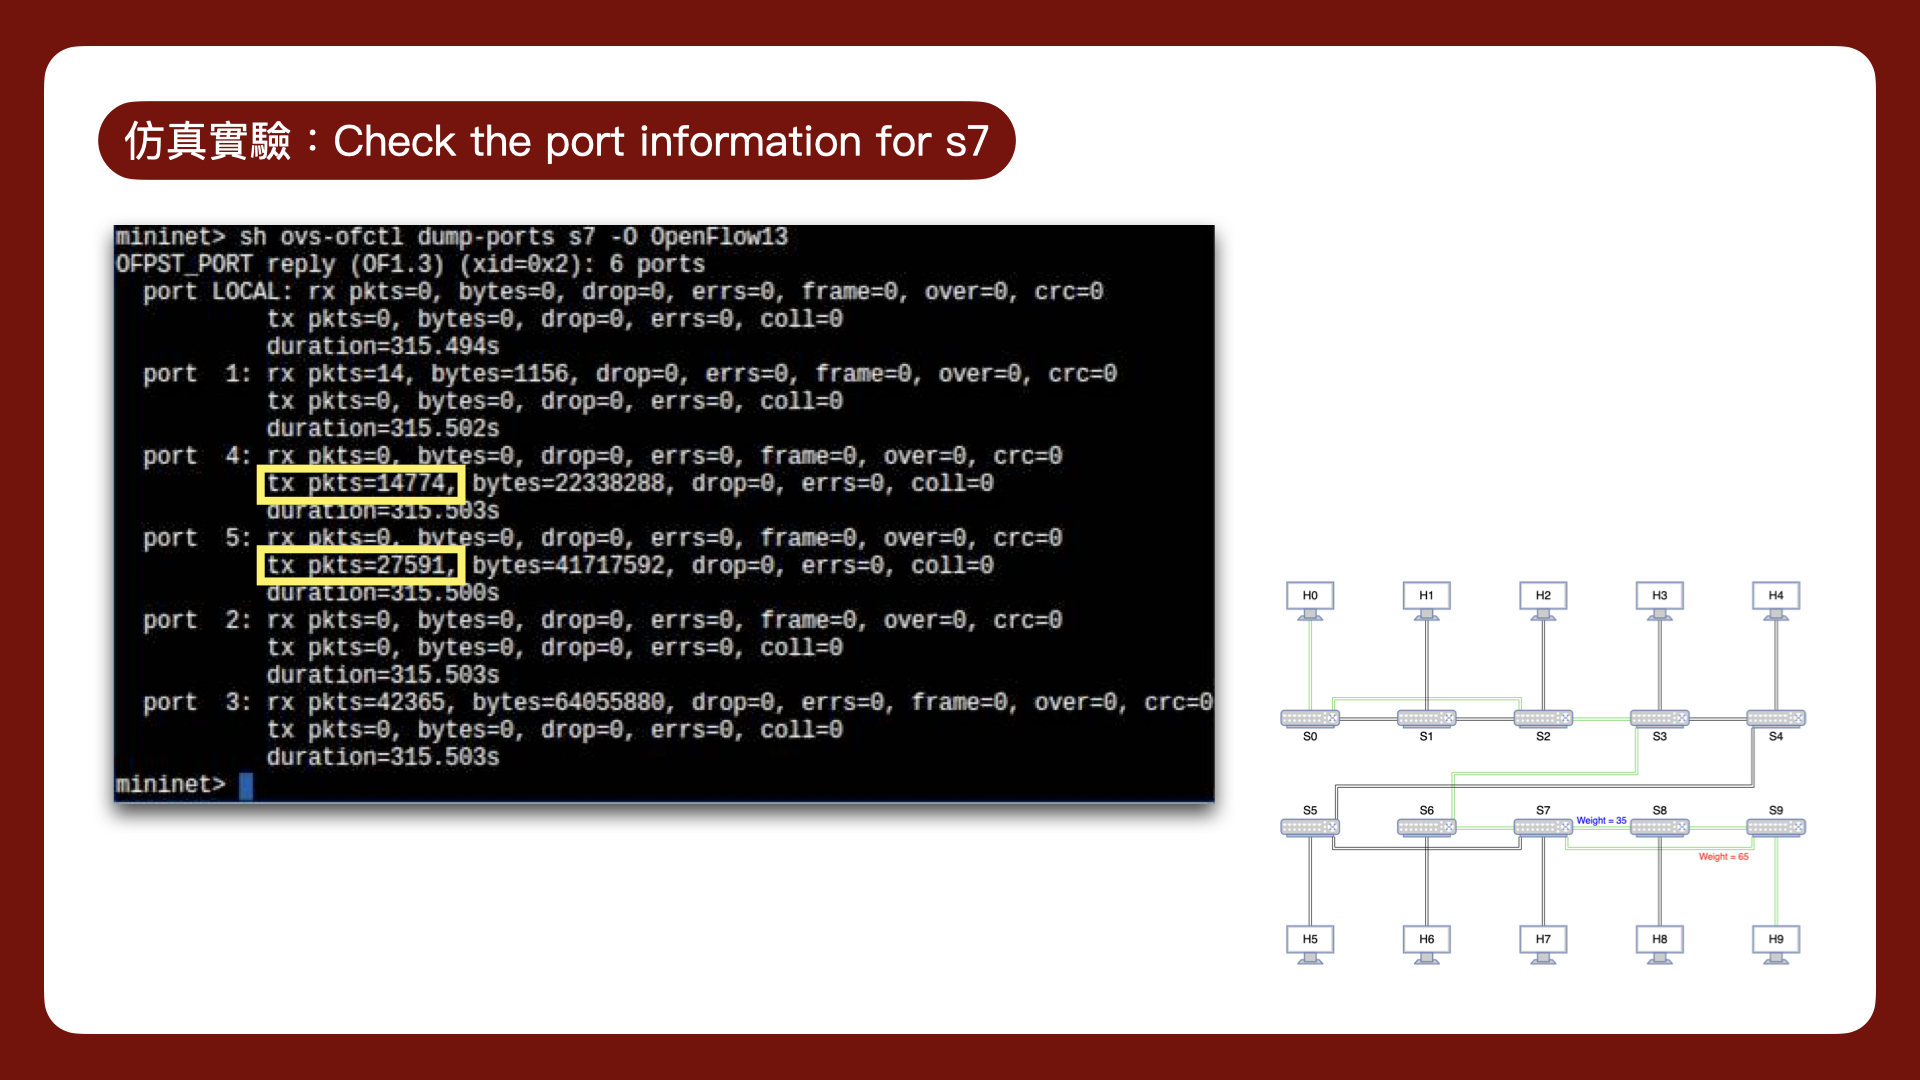 仿真實驗：Check the port information for s7
mininet> sh ovs-ofctl dump-ports s7 -O OpenFlow13
OFPST_PORT reply (OF1.3) (xid=0x2): 6 ports
port LOCAL: rx pkts=0, bytes=0, drop=0, errs=0, frame=0, over=0, crc=0
tx pkts=0, bytes=0, drop=0, errs=0, coll=0
duration=315.494s
port 1: rx pkts=14, bytes=1156, drop=0, errs=0, frame=0, over=0, crc=0
tx pkts=0, bytes=0, drop=0, errs=0, coll=0
duration=315.502s
port 4: rx pkts=0, bytes=0, drop=0, errs=0, frame=0, over=0, crc=0
tx pkts=14774, bytes=22338288, drop=0, errs=0, coll=0
duration=315.503s
port 5: rx pkts=0, bytes=0, drop=0, errs=0, frame=0, over=0, crc=0
tx pkts=27591, bytes=41717592, drop=0, errs=0, coll=0
duration=315.500s
port 2: rx pkts=0, bytes=0, drop=0, errs=0, frame=0, over=0, crc=0
tx pkts=0, bytes=0, drop=0, errs=0, coll=0
duration=315.503s
port 3: rx pkts=42365, bytes=64055880, drop=0, errs=0, frame=0, over=0, crc=0
tx pkts=0, bytes=0, drop=0, errs=0, coll=0
duration=315.503s
mininet>
H0 H1 H2 H3 H4
S0 S1 S2 S3 S4
S5 S6 S7 S8 S9
Weight = 35
Weight = 65
H5 H6 H7 H8 H9